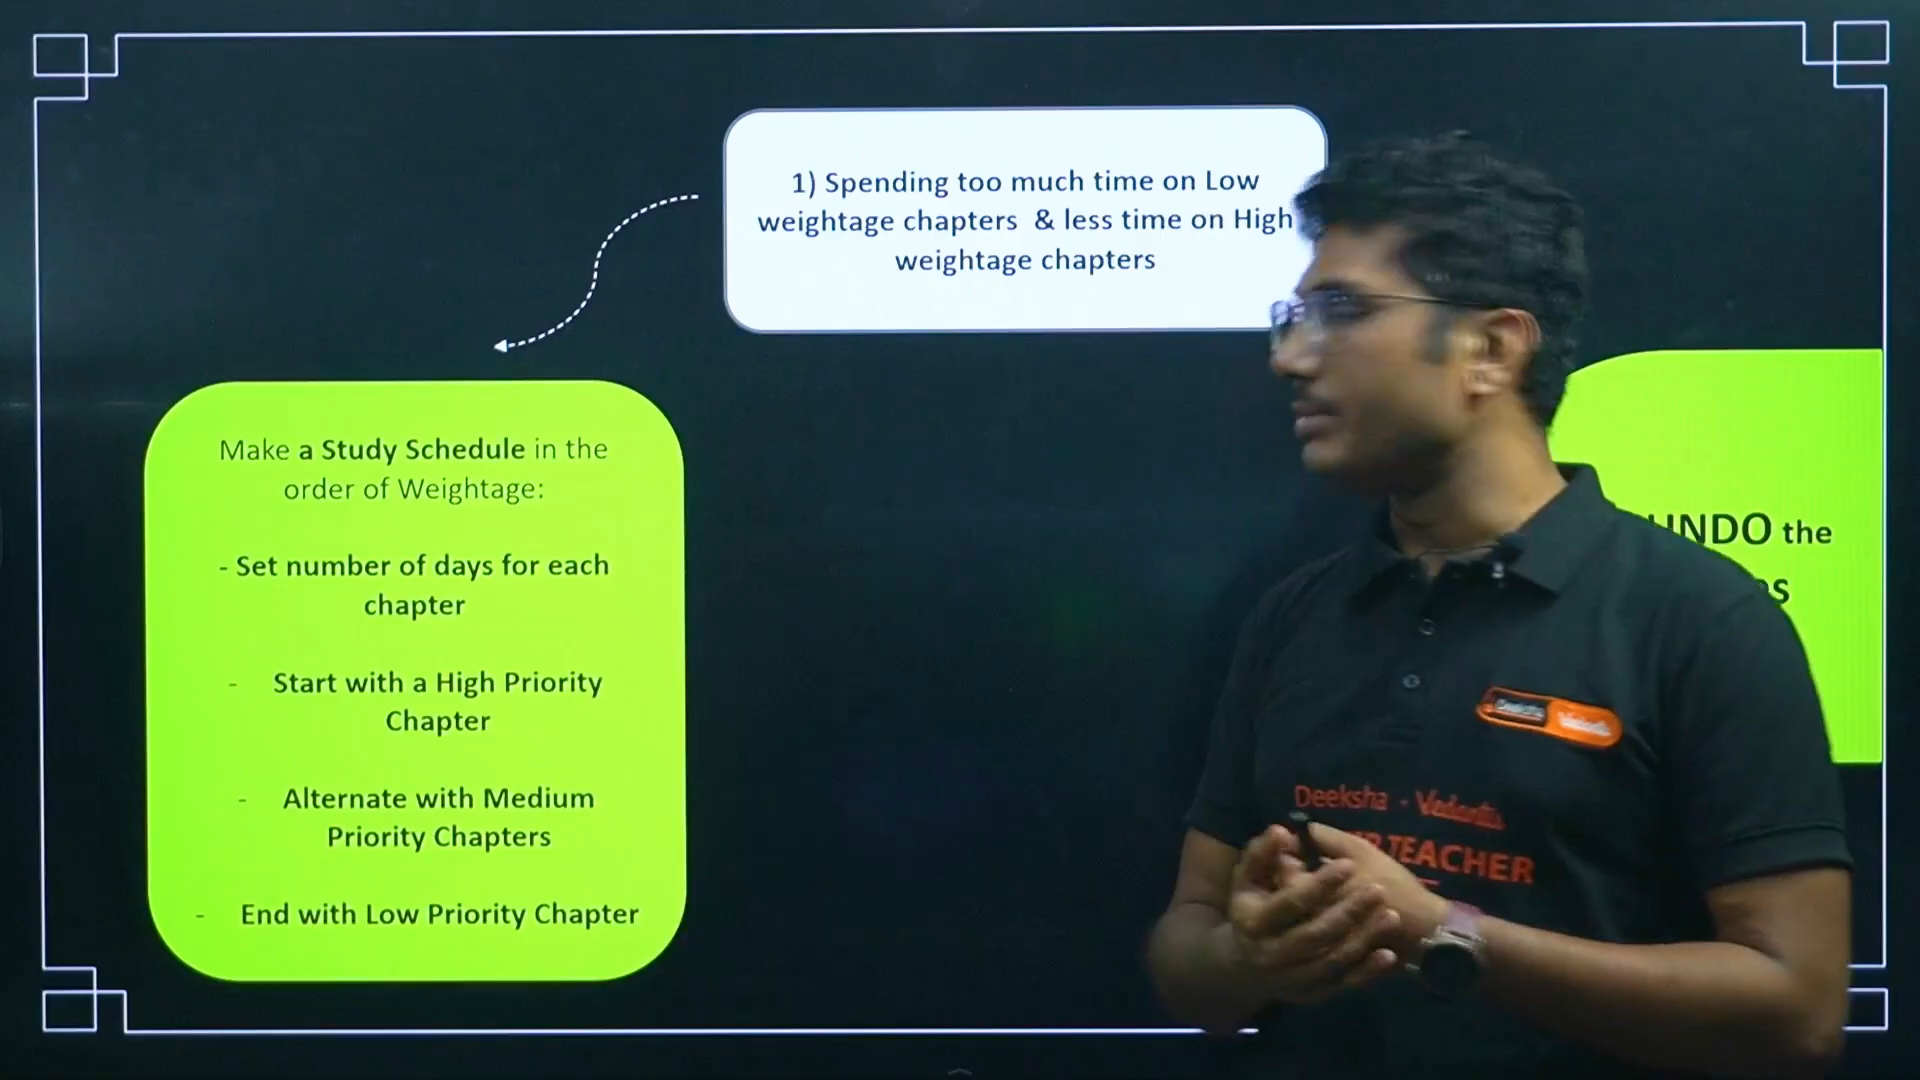 1) Spending too much time on Low
weightage chapters & less time on High
weightage chapters
Make a Study Schedule in the
order of Weightage:
- Set number of days for each
chapter
- Start with a High Priority
Chapter
- Alternate with Medium
Priority Chapters
- End with Low Priority Chapter
UNDO the
Deeksha - Vedantu
TEACHER